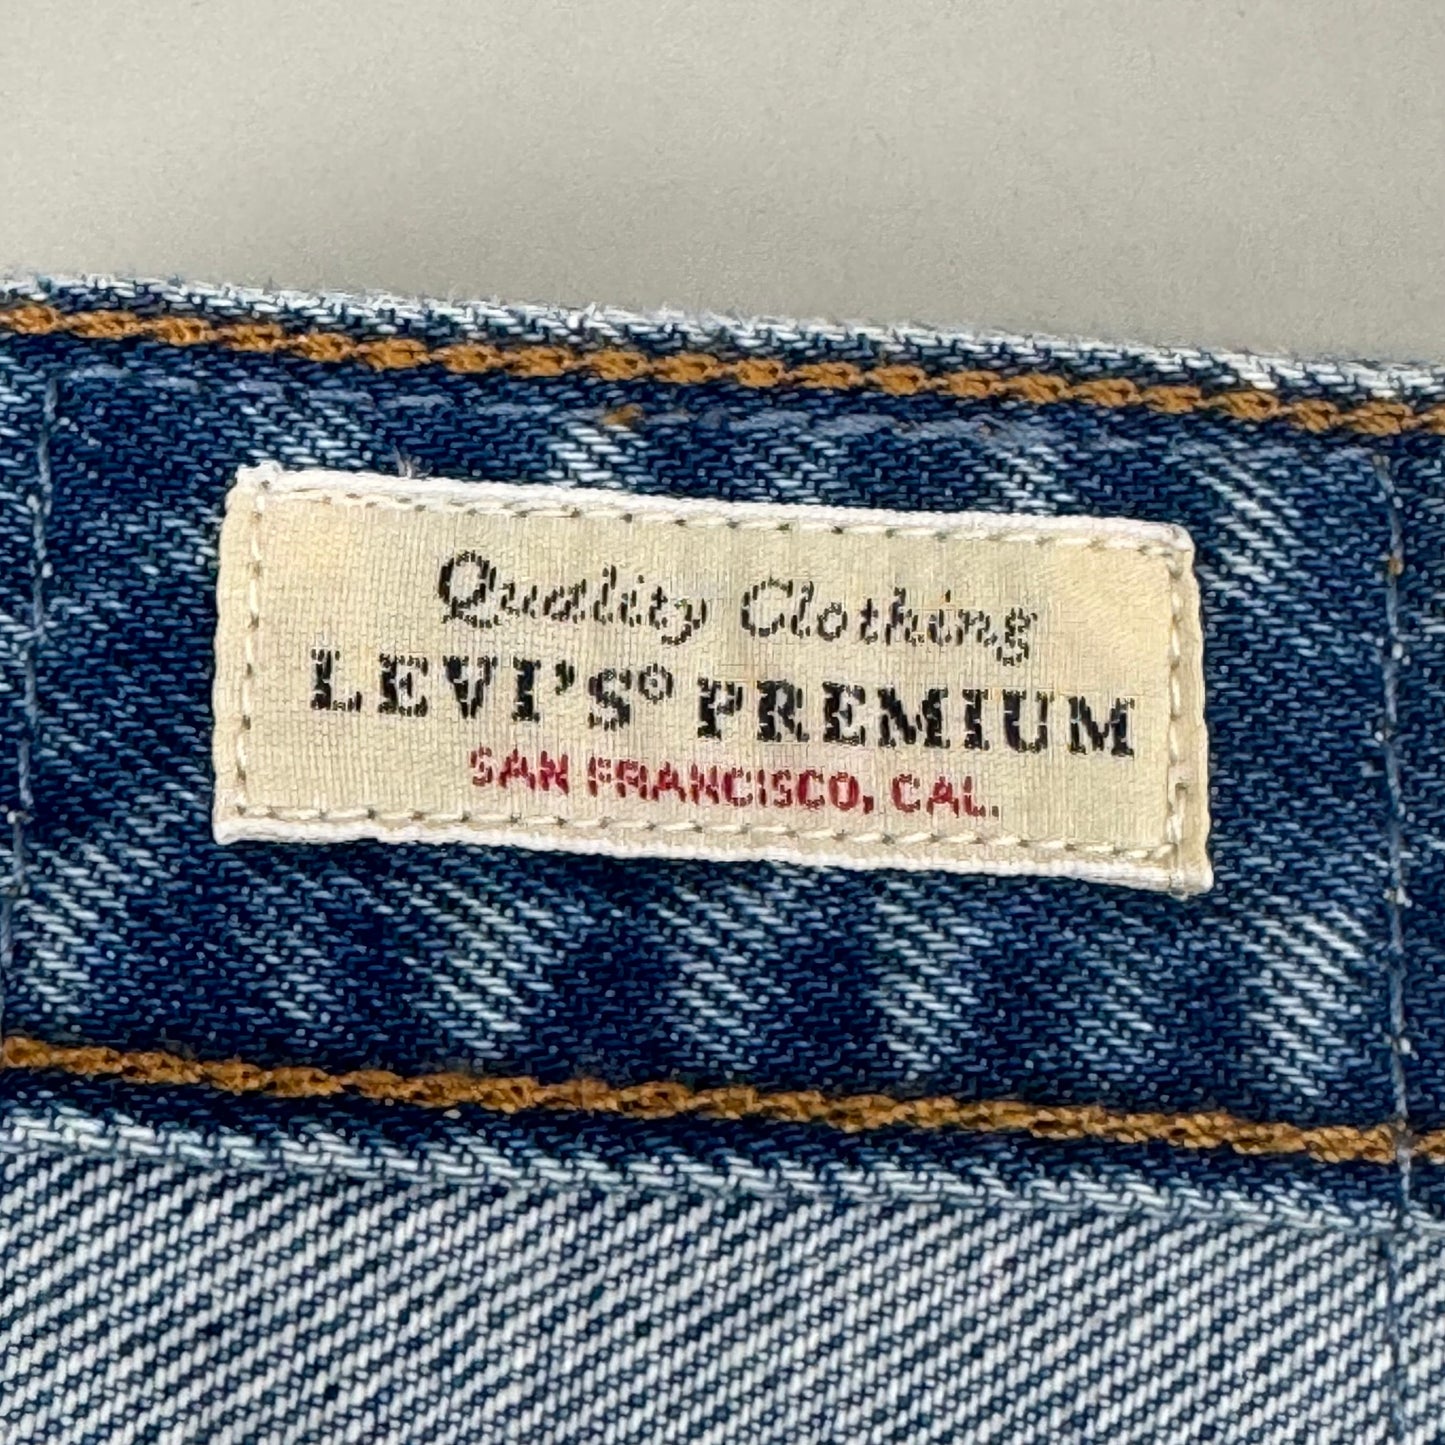 Quality Clothing
LEVI'S® PREMIUM
SAN FRANCISCO, CAL.